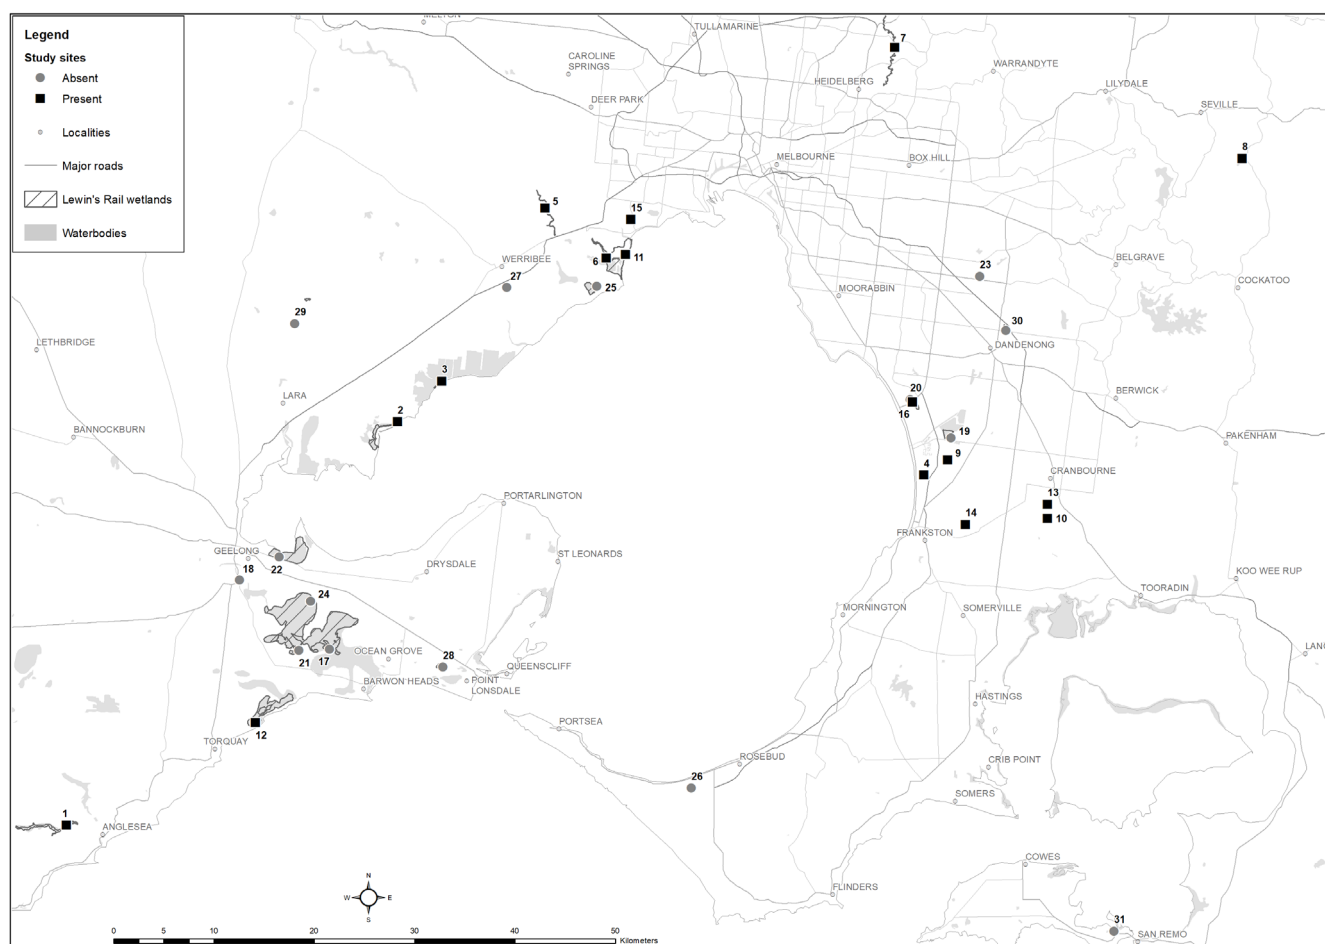 MELTON
TULLAMARINE
7
Legend
Study sites
Absent
Present
Localities
Major roads
Lewin's Rail wetlands
Waterbodies
CAROLINE
SPRINGS
HEIDELBERG
WARRANDYTE
LILYDALE
DEER PARK
SEVILLE
8
MELBOURNE
BOX HILL
5
15
6
11
WERRIBEE
27
25
23
BELGRAVE
COCKATOO
MOORABBIN
29
30
LETHBRIDGE
DANDENONG
3
LARA
2
20
16
BERWICK
BANNOCKBURN
19
PAKENHAM
9
4
CRANBOURNE
PORTARLINGTON
13
10
14
FRANKSTON
GEELONG
22
18
DRYSDALE
ST LEONARDS
KOO WEE RUP
TOORADIN
24
MORNINGTON
SOMERVILLE
21
17
OCEAN GROVE
28
QUEENSCLIFF
LANG
BARWON HEADS
POINT
LONSDALE
HASTINGS
12
PORTSEA
TORQUAY
ROSEBUD
CRIB POINT
26
SOMERS
1
ANGLESEA
COWES
N
W
E
S
FLINDERS
31
SAN REMO
0
10
20
30
40
50
Kilometers